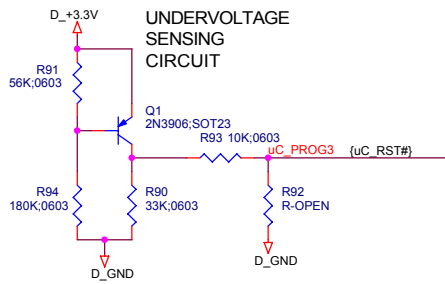 D_+3.3V
UNDERVOLTAGE
SENSING
CIRCUIT
R91
56K;0603
Q1
2N3906;SOT23
R93 10K;0603
uC_PROG3
{uC_RST#}
R94
180K;0603
R90
33K;0603
R92
R-OPEN
D_GND
D_GND